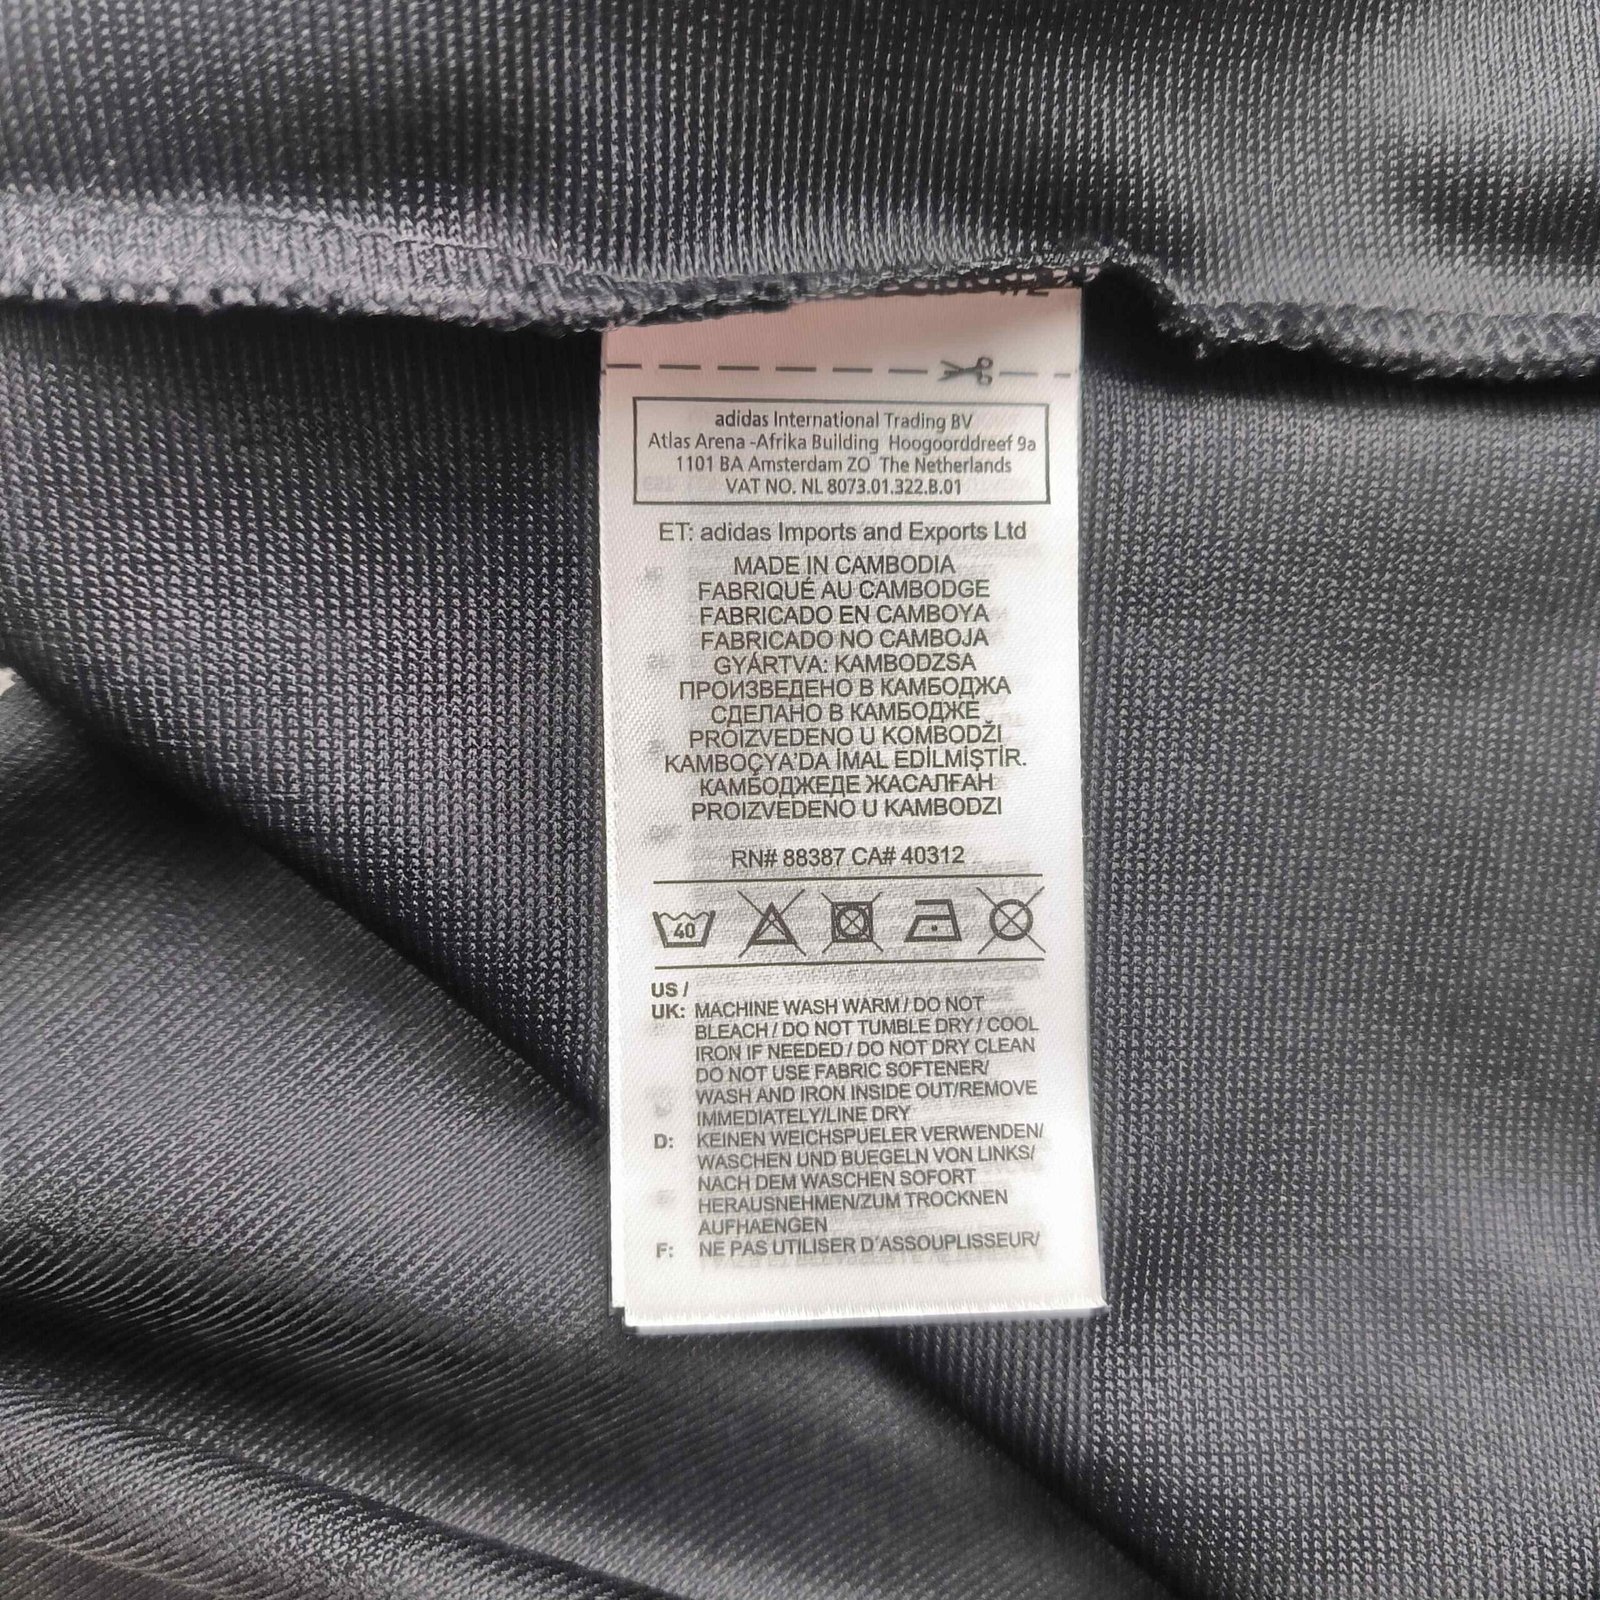 adidas International Trading BV
Atlas Arena -Afrika Building Hoogoorddreef 9a
1101 BA Amsterdam ZO The Netherlands
VAT NO. NL 8073.01.322.B.01
ET: adidas Imports and Exports Ltd
MADE IN CAMBODIA
FABRIQUÉ AU CAMBODGE
FABRICADO EN CAMBOYA
FABRICADO NO CAMBOJA
GYÁRTVA: KAMBODZSA
ПРОИЗВЕДЕНО В КАМБОДЖА
СДЕЛАНО В КАМБОДЖЕ
PROIZVEDENO U KOMBODŽI
KAMBOÇYA'DA İMAL EDİLMİŞTİR.
КАМБОДЖЕДЕ ЖАСАЛҒАН
PROIZVEDENO U KAMBODZI
RN# 88387 CA# 40312
40
US /
UK: MACHINE WASH WARM / DO NOT
BLEACH / DO NOT TUMBLE DRY / COOL
IRON IF NEEDED / DO NOT DRY CLEAN
DO NOT USE FABRIC SOFTENER/
WASH AND IRON INSIDE OUT/REMOVE
IMMEDIATELY/LINE DRY
D: KEINEN WEICHSPUELER VERWENDEN/
WASCHEN UND BUEGELN VON LINKS/
NACH DEM WASCHEN SOFORT
HERAUSNEHMEN/ZUM TROCKNEN
AUFHAENGEN
F: NE PAS UTILISER D'ASSOUPLISSEUR/